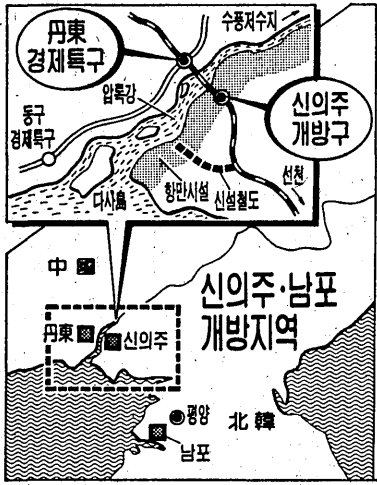 수풍저수지
丹東
경제특구
압록강
동구
경제특구
신의주
개방구
선천
항만시설
신설철도
다사島
中國
신의주·남포
개방지역
丹東
신의주
평양
北韓
남포